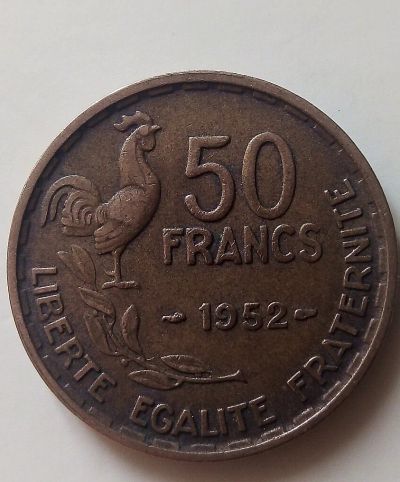 50
FRANCS
- 1952 -
LIBERTE EGALITE FRATERNITE